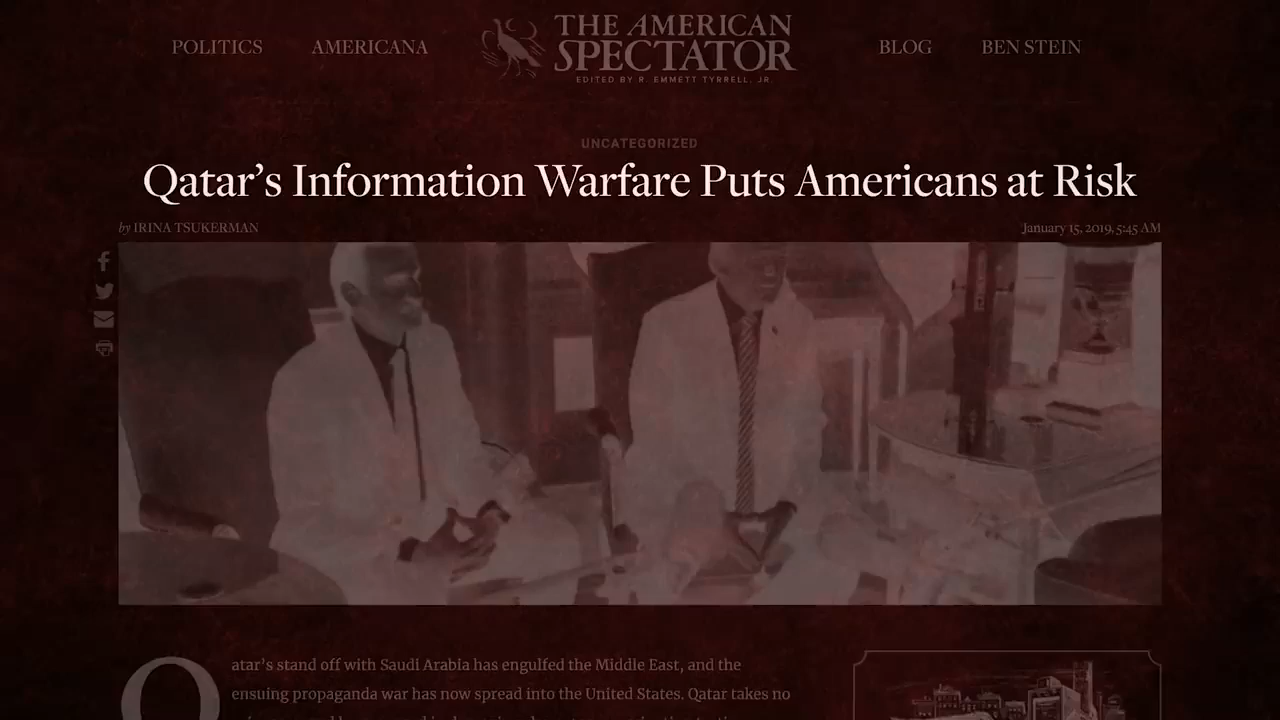 THE AMERICAN
POLITICS AMERICANA SPECTATOR BLOG BEN STEIN
EDITED BY R. EMMETT TYRRELL, JR.
UNCATEGORIZED
Qatar’s Information Warfare Puts Americans at Risk
by IRINA TSUKERMAN January 15, 2019, 5:45 AM
Qatar’s stand off with Saudi Arabia has engulfed the Middle East, and the
ensuing propaganda war has now spread into the United States. Qatar takes no